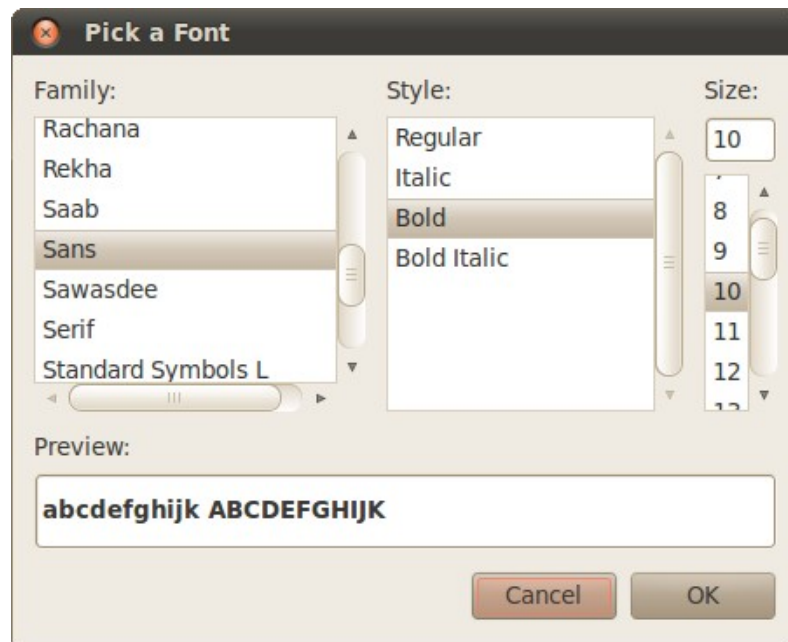 Pick a Font
Family:
Rachana
Rekha
Saab
Sans
Sawasdee
Serif
Standard Symbols L
Style:
Regular
Italic
Bold
Bold Italic
Size:
10
8
9
10
11
12
Preview:
abcdefghijk ABCDEFGHIJK
Cancel
OK